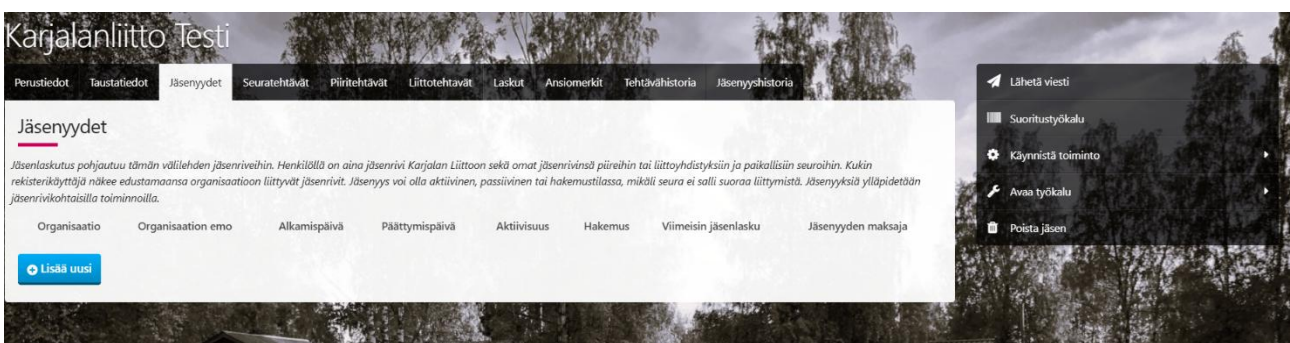 Karjalanliitto Testi
Perustiedot Taustatiedot Jäsenyydet Seuratehtävät Piiritehtävät Liittotehtavät Laskut Ansiomerkit Tehtävähistoria Jäsenyyshistoria
Jäsenyydet
Jäsenlaskutus pohjautuu tämän välilehden jäsenriveihin. Henkilöllä on aina jäsenrivi Karjalan Liittoon sekä omat jäsenrivinsä piireihin tai liittoyhdistyksiin ja paikallisiin seuroihin. Kukin
rekisterikäyttäjä näkee edustamaansa organisaatioon liittyvät jäsenrivit. Jäsenyys voi olla aktiivinen, passiivinen tai hakemustilassa, mikäli seura ei salli suoraa liittymistä. Jäsenyyksiä ylläpidetään
jäsenrivikohtaisilla toiminnoilla.
Organisaatio Organisaation emo Alkamispäivä Päättymispäivä Aktiivisuus Hakemus Viimeisin jäsenlasku Jäsenyyden maksaja
Lisää uusi
Lähetä viesti
Suoritustyökalu
Käynnistä toiminto
Avaa työkalu
Poista jäsen